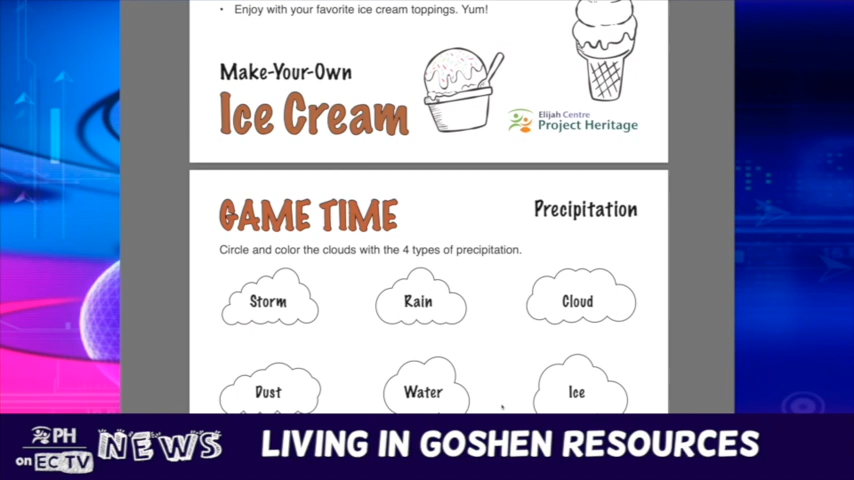 • Enjoy with your favorite ice cream toppings. Yum!
Make-Your-Own
Ice Cream
Elijah Centre
Project Heritage
GAME TIME
Precipitation
Circle and color the clouds with the 4 types of precipitation.
Storm
Rain
Cloud
Dust
Water
Ice
PH
on EC TV
NEWS
LIVING IN GOSHEN RESOURCES